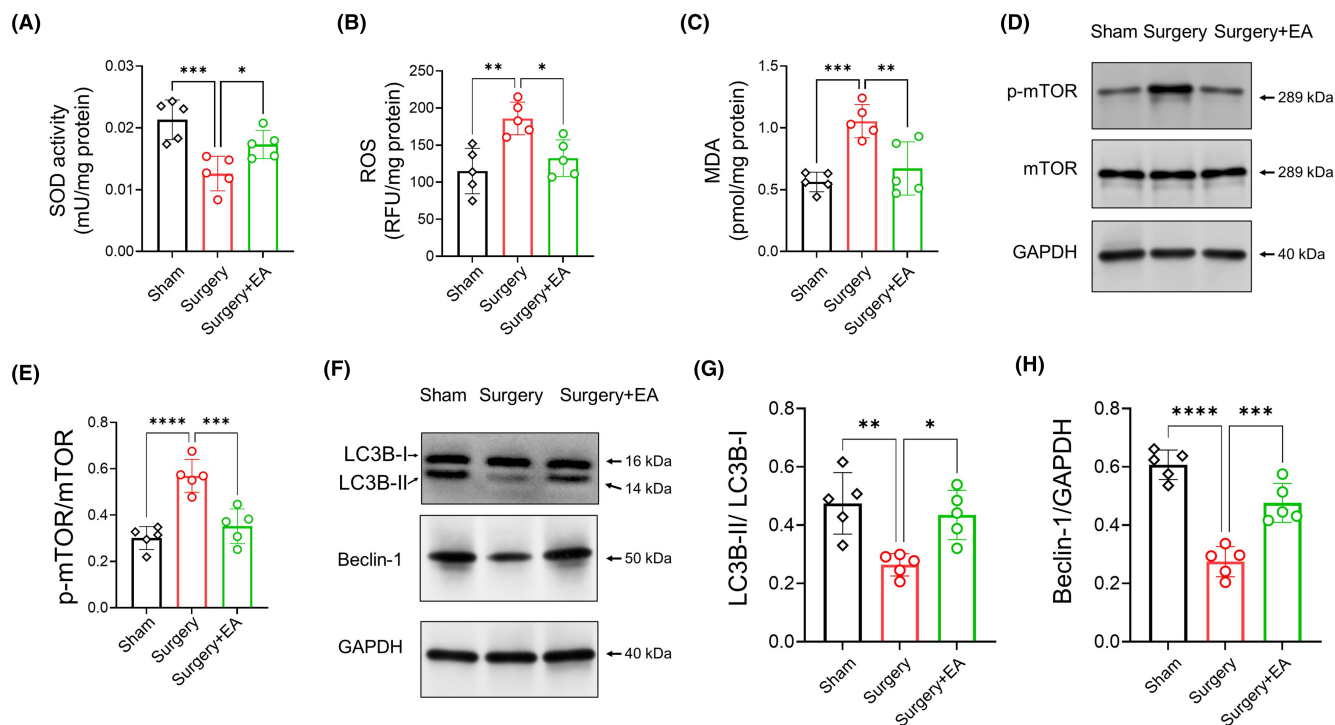 (A)
SOD activity
(mU/mg protein)
0.03
0.02
0.01
0.00
***
*
Sham
Surgery
Surgery+EA
(B)
ROS
(RFU/mg protein)
250
200
150
100
50
0
**
*
Sham
Surgery
Surgery+EA
(C)
MDA
(pmol/mg protein)
1.5
1.0
0.5
0.0
***
**
Sham
Surgery
Surgery+EA
(D)
Sham Surgery Surgery+EA
p-mTOR 289 kDa
mTOR 289 kDa
GAPDH 40 kDa
(E)
p-mTOR/mTOR
0.8
0.6
0.4
0.2
0.0
****
***
Sham
Surgery
Surgery+EA
(F)
Sham Surgery Surgery+EA
LC3B-I 16 kDa
LC3B-II 14 kDa
Beclin-1 50 kDa
GAPDH 40 kDa
(G)
LC3B-II/ LC3B-I
0.8
0.6
0.4
0.2
0.0
**
*
Sham
Surgery
Surgery+EA
(H)
Beclin-1/GAPDH
0.8
0.6
0.4
0.2
0.0
****
***
Sham
Surgery
Surgery+EA